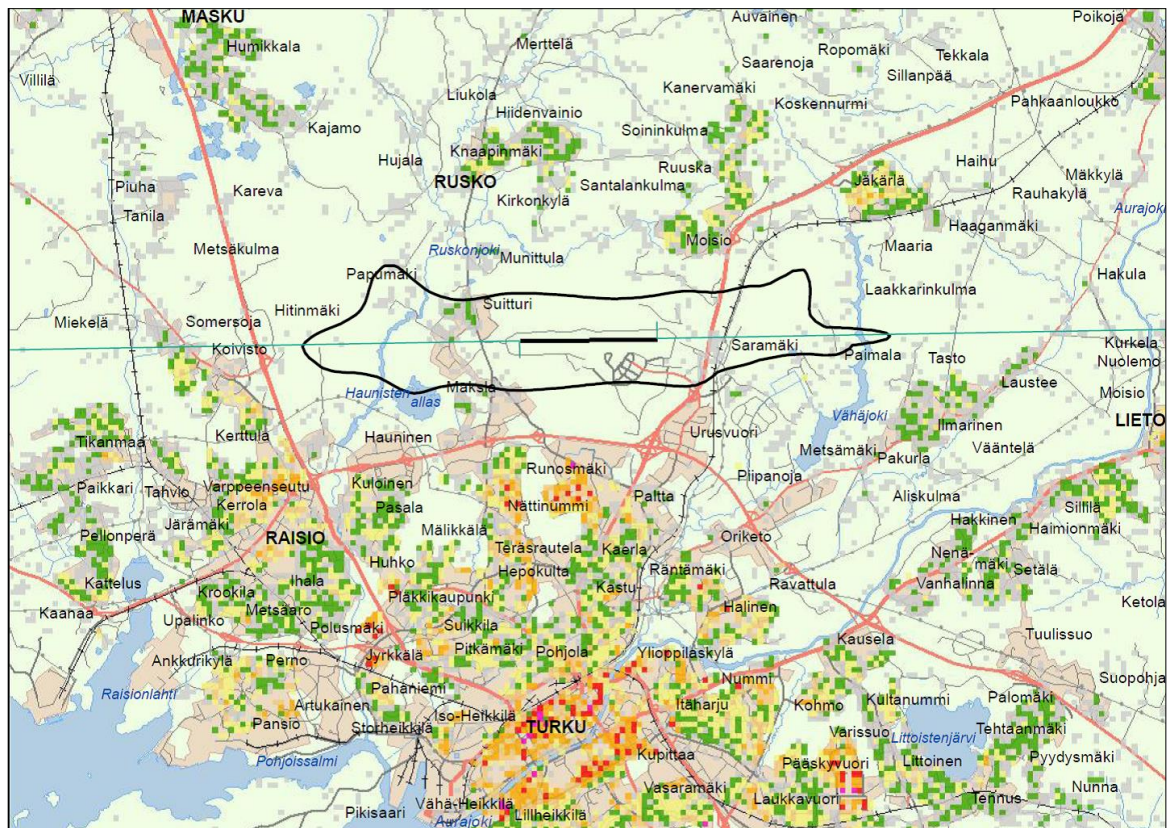 MASKU
Humikkala
Villilä
Kajamo
Merttelä
Liukola
Hiidenvainio
Knaapinmäki
Hujala
RUSKO
Kirkonkylä
Santalankulma
Auvainen
Ropomäki
Saarenoja
Tekkala
Sillanpää
Poikoja
Kanervamäki
Koskennurmi
Pahkaanloukko
Soininkulma
Ruuska
Jäkärlä
Haihu
Mäkkylä
Rauhakylä
Aurajoki
Haaganmäki
Maaria
Moisio
Piuha
Tanila
Kareva
Metsäkulma
Ruskonjoki
Munittula
Papumäki
Hakula
Laakkarinkulma
Suitturi
Hitinmäki
Miekelä
Somersoja
Koivisto
Saramäki
Paimala
Tasto
Kurkela
Nuolemo
Laustee
Moisio
Haunisten
allas
Maksia
Vähäjoki
Ilmarinen
LIETO
Tikanmaa
Kerttula
Hauninen
Urusvuori
Metsämäki
Pakurla
Vääntelä
Runosmäki
Piipanoja
Paikkari
Tahvio
Varppeenseutu
Kerrola
Kuloinen
Pasala
Nättinummi
Paltta
Aliskulma
Sillilä
Hakkinen
Haimionmäki
Järämäki
Pellonperä
RAISIO
Mälikkälä
Teräsrautela
Kaerla
Oriketo
Nenä-
mäki
Setälä
Vanhalinna
Kattelus
Huhko
Hepokulta
Kastu
Räntämäki
Rävattula
Ihala
Krookila
Pläkkikaupunki
Halinen
Ketola
Kaanaa
Upalinko
Metsäaro
Polusmäki
Suikkila
Kausela
Tuulissuo
Ankkurikylä
Perno
Jyrkkälä
Pitkämäki
Pohjola
Ylioppilaskylä
Nummi
Suopohja
Raisionlahti
Artukainen
Pahaniemi
Iso-Heikkilä
Itäharju
Kohmo
Kultanummi
Palomäki
Pansio
Storheikkilä
TURKU
Varissuo
Littoistenjärvi
Tehtaanmäki
Pohjoissalmi
Kupittaa
Pääskyvuori
Littoinen
Pyydysmäki
Pikisaari
Vähä-Heikkilä
Aurajoki
Lillheikkilä
Vasaramäki
Laukkavuori
Tennus
Nunna